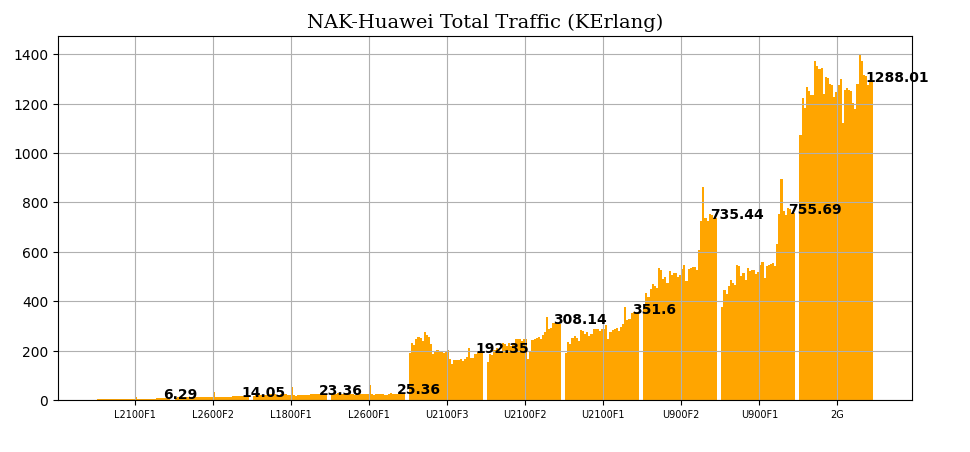 NAK-Huawei Total Traffic (KErlang)
1400
1200
1000
800
600
400
200
0
6.29
14.05
23.36
25.36
192.35
308.14
351.6
735.44
755.69
1288.01
L2100F1
L2600F2
L1800F1
L2600F1
U2100F3
U2100F2
U2100F1
U900F2
U900F1
2G